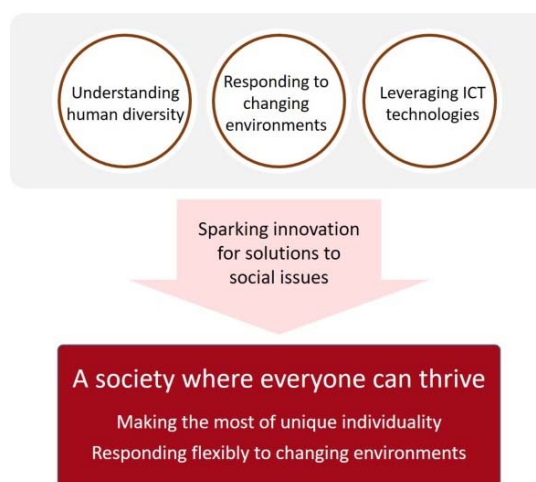 Understanding
human diversity
Responding to
changing
environments
Leveraging ICT
technologies
Sparking innovation
for solutions to
social issues
A society where everyone can thrive
Making the most of unique individuality
Responding flexibly to changing environments